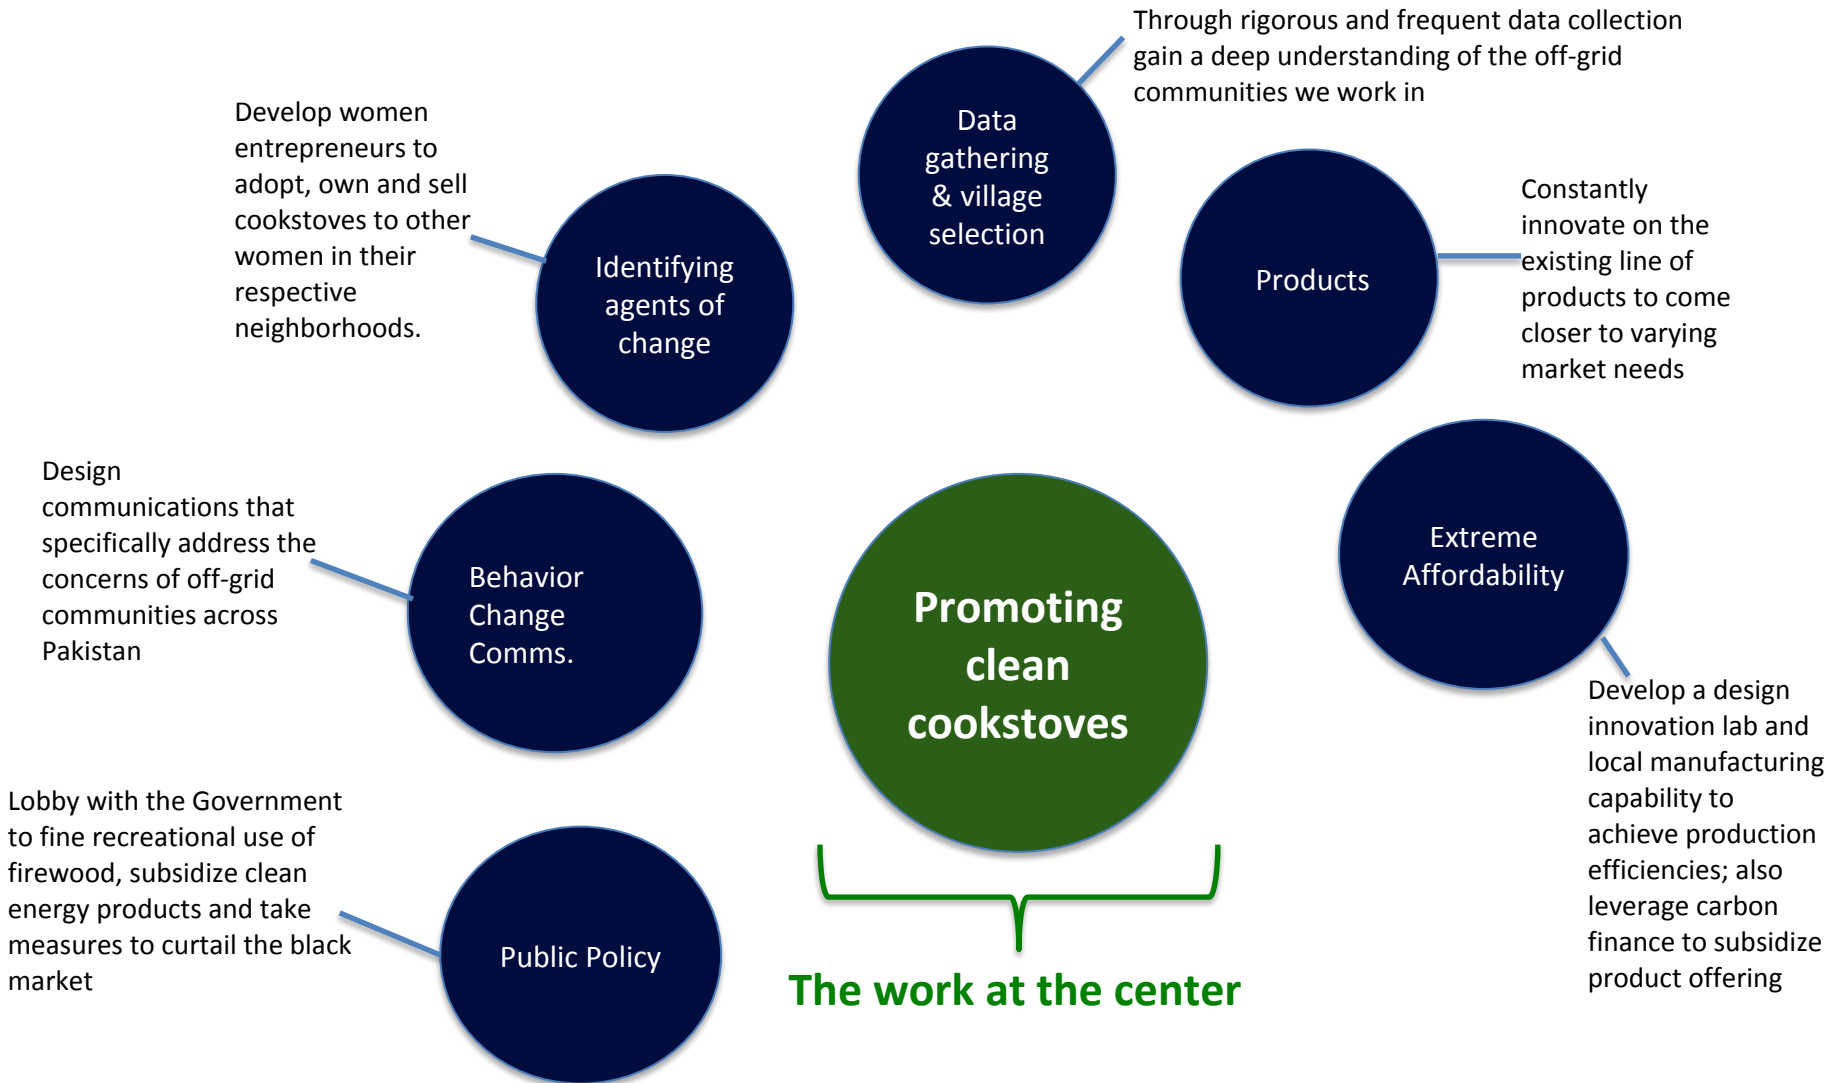 Through rigorous and frequent data collection
gain a deep understanding of the off-grid
communities we work in
Data
gathering
& village
selection
Develop women
entrepreneurs to
adopt, own and sell
cookstoves to other
women in their
respective
neighborhoods.
Identifying
agents of
change
Products
Constantly
innovate on the
existing line of
products to come
closer to varying
market needs
Design
communications that
specifically address the
concerns of off-grid
communities across
Pakistan
Behavior
Change
Comms.
Promoting
clean
cookstoves
Extreme
Affordability
Develop a design
innovation lab and
local manufacturing
capability to
achieve production
efficiencies; also
leverage carbon
finance to subsidize
product offering
Lobby with the Government
to fine recreational use of
firewood, subsidize clean
energy products and take
measures to curtail the black
market
Public Policy
The work at the center